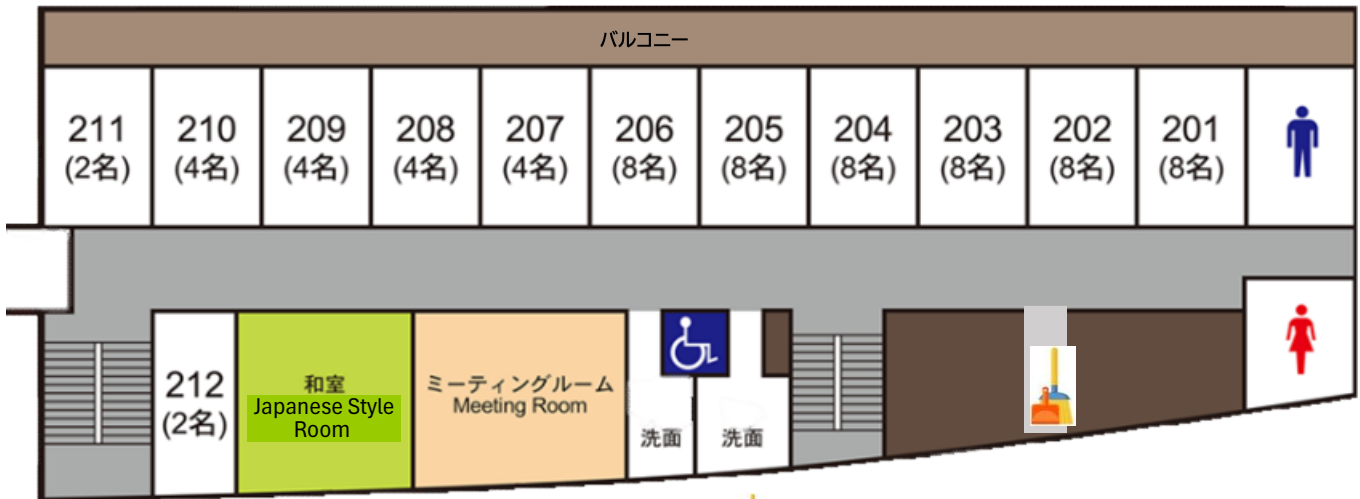 バルコニー
211
(2名)
210
(4名)
209
(4名)
208
(4名)
207
(4名)
206
(8名)
205
(8名)
204
(8名)
203
(8名)
202
(8名)
201
(8名)
212
(2名)
和室
Japanese Style
Room
ミーティングルーム
Meeting Room
洗面
洗面